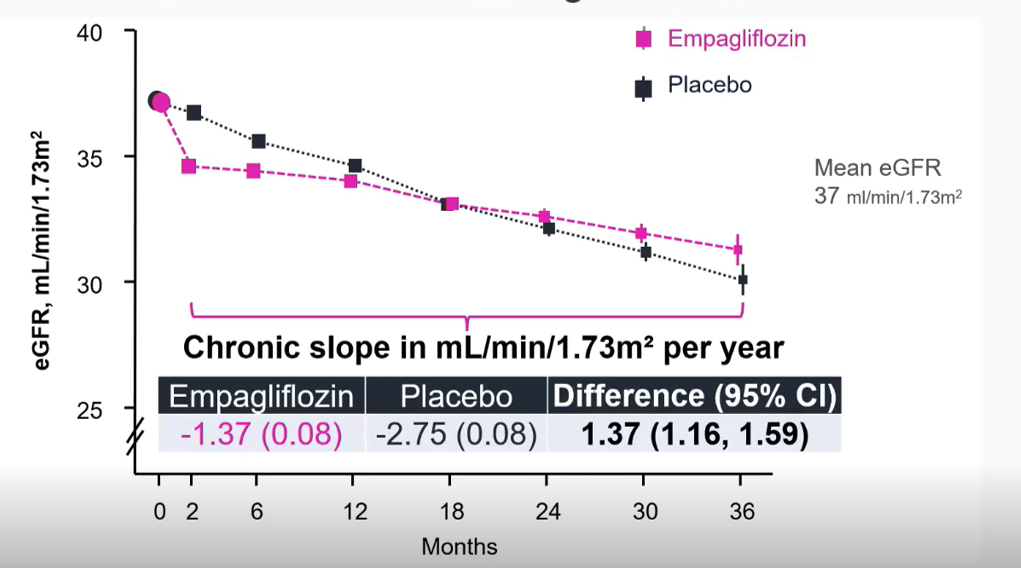 40
Empagliflozin
Placebo
35
Mean eGFR
37 ml/min/1.73m²
eGFR, mL/min/1.73m²
30
Chronic slope in mL/min/1.73m² per year
Empagliflozin Placebo Difference (95% CI)
25
-1.37 (0.08) -2.75 (0.08) 1.37 (1.16, 1.59)
0 2 6 12 18 24 30 36
Months